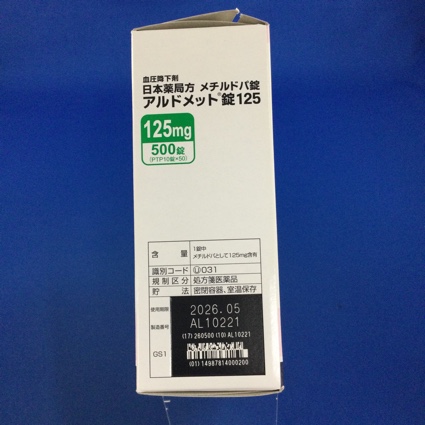 血圧降下剤
日本薬局方 メチルドパ錠
アルドメット®錠125
125mg
500錠
(PTP10錠×50)
含 量 1錠中 メチルドパとして125mg含有
識別コード Ⓤ031
規制区分 処方箋医薬品
貯 法 密閉容器、室温保存
使用期限 2026.05
製造番号 AL10221
(17) 260500 (10) AL10221
GS1
(01) 14987814000200